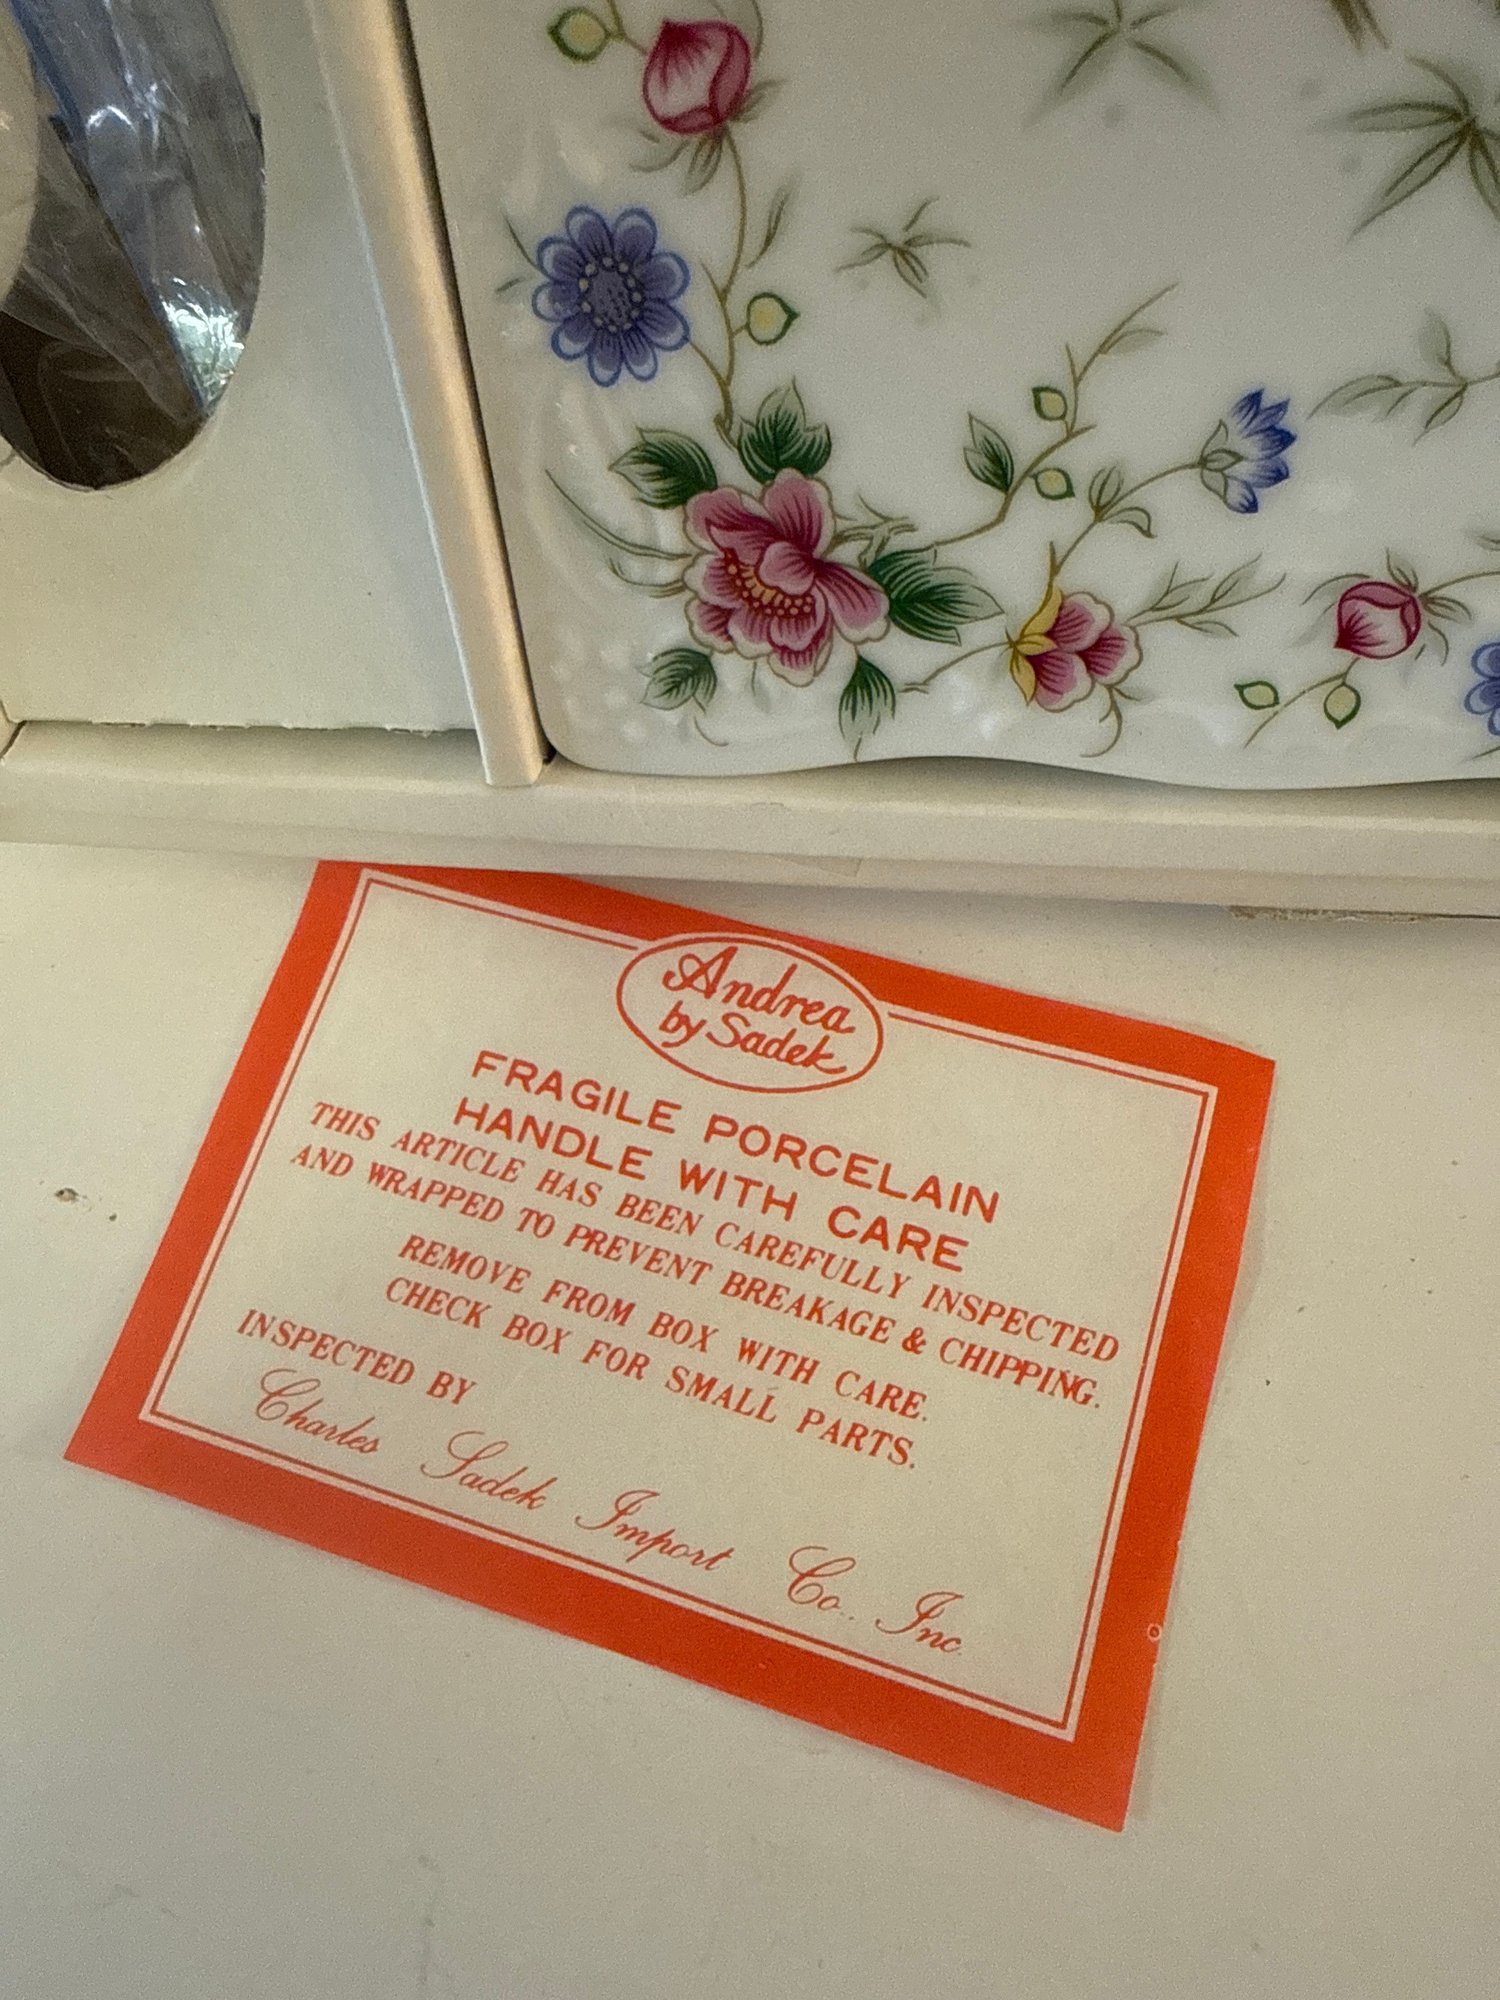 Andrea
by Sadek
FRAGILE PORCELAIN
HANDLE WITH CARE
THIS ARTICLE HAS BEEN CAREFULLY INSPECTED
AND WRAPPED TO PREVENT BREAKAGE & CHIPPING.
REMOVE FROM BOX WITH CARE.
CHECK BOX FOR SMALL PARTS.
INSPECTED BY
Charles Sadek Import Co., Inc.